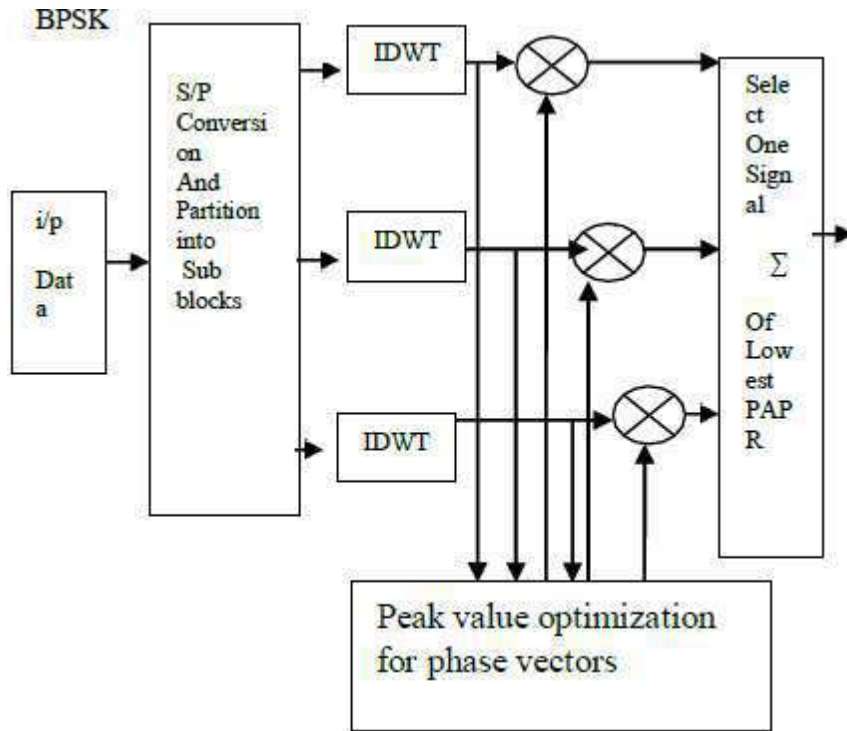 BPSK
i/p
Dat
a
S/P
Conversi
on
And
Partition
into
Sub
blocks
IDWT
IDWT
IDWT
Sele
ct
One
Sign
al
Σ
Of
Low
est
PAP
R
Peak value optimization
for phase vectors